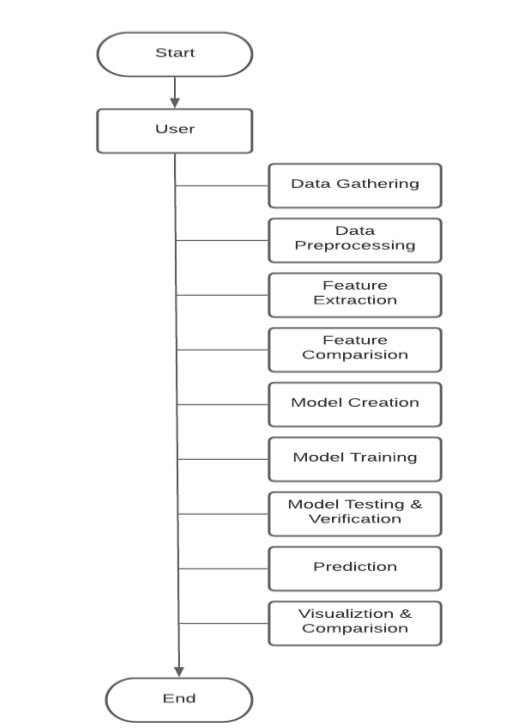 Start
User
Data Gathering
Data
Preprocessing
Feature
Extraction
Feature
Comparision
Model Creation
Model Training
Model Testing &
Verification
Prediction
Visualiztion &
Comparision
End